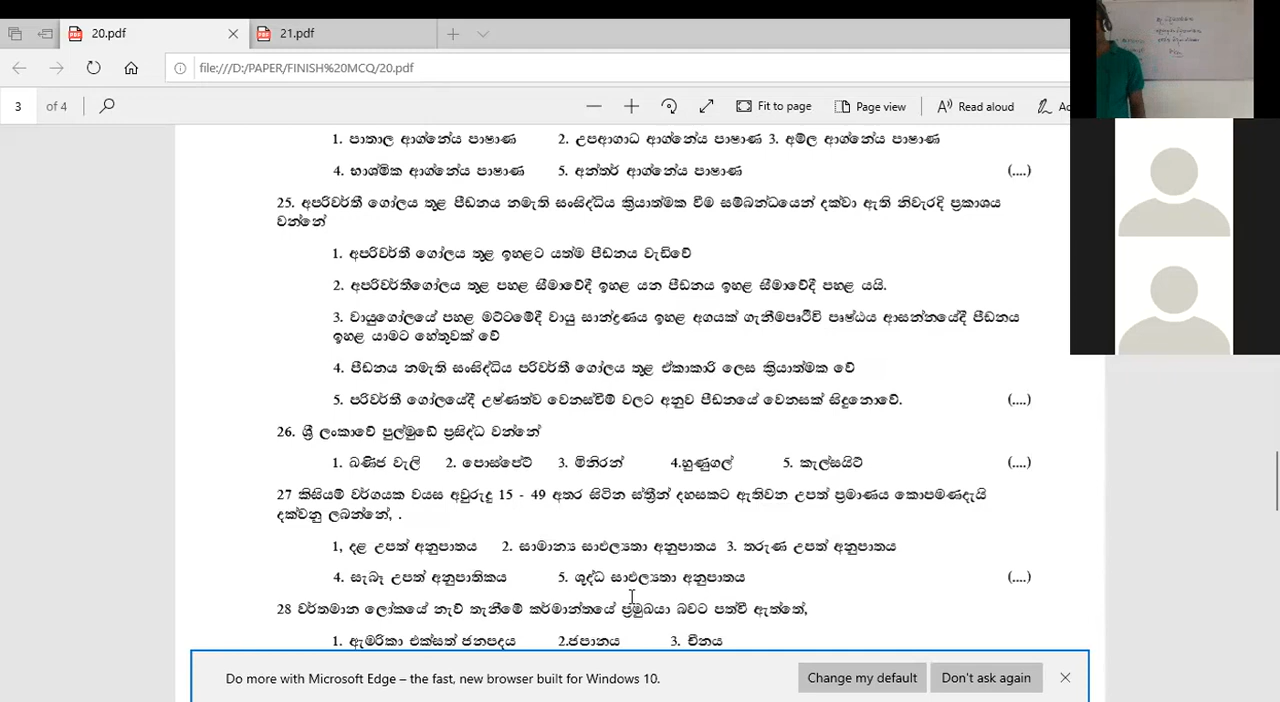 20.pdf
21.pdf
file:///D:/PAPER/FINISH%20MCQ/20.pdf
3 of 4
Fit to page
Page view
Read aloud
1. පාතාල ආග්නේය පාෂාණ 2. උපආගාධ ආග්නේය පාෂාණ 3. අම්ල ආග්නේය පාෂාණ
4. භාශ්මික ආග්නේය පාෂාණ 5. අන්තර් ආග්නේය පාෂාණ (....)
25. අපරිවර්තී ගෝලය තුළ පීඩනය නමැති සංසිද්ධිය ක්‍රියාත්මක වීම සම්බන්ධයෙන් දක්වා ඇති නිවැරදි ප්‍රකාශය
වන්නේ
1. අපරිවර්තී ගෝලය තුළ ඉහළට යත්ම පීඩනය වැඩිවේ
2. අපරිවර්තීගෝලය තුළ පහළ සීමාවේදී ඉහළ යන පීඩනය ඉහළ සීමාවේදී පහළ යයි.
3. වායුගෝලයේ පහළ මට්ටමේදී වායු සාන්ද්‍රණය ඉහළ අගයක් ගැනීමපෘථිවි පෘෂ්ඨය ආසන්නයේදී පීඩනය
ඉහළ යාමට හේතුවක් වේ
4. පීඩනය නමැති සංසිද්ධිය පරිවර්තී ගෝලය තුළ ඒකාකාරි ලෙස ක්‍රියාත්මක වේ
5. පරිවර්තී ගෝලයේදී උෂ්ණත්ව වෙනස්වීම් වලට අනුව පීඩනයේ වෙනසක් සිදුනොවේ. (....)
26. ශ්‍රී ලංකාවේ පුල්මුඩේ ප්‍රසිද්ධ වන්නේ
1. ඛණිජ වැලි 2. පොස්පේට් 3. මිනිරන් 4.හුණුගල් 5. කැල්සයිට් (....)
27 කිසියම් වර්ගයක වයස අවුරුදු 15 - 49 අතර සිටින ස්ත්‍රීන් දහසකට ඇතිවන උපත් ප්‍රමාණය කොපමණදැයි
දක්වනු ලබන්නේ, .
1, දළ උපත් අනුපාතය 2. සාමාන්‍ය සාඵල්‍යතා අනුපාතය 3. තරුණ උපත් අනුපාතය
4. සැබෑ උපත් අනුපාතිකය 5. ශුද්ධ සාඵල්‍යතා අනුපාතය (....)
28 වර්තමාන ලෝකයේ නැව් තැනීමේ කර්මාන්තයේ ප්‍රමුඛයා බවට පත්වී ඇත්තේ,
1. ඇමරිකා එක්සත් ජනපදය 2.ජපානය 3. චීනය
Do more with Microsoft Edge – the fast, new browser built for Windows 10.
Change my default
Don't ask again